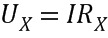 U_X = IR_X